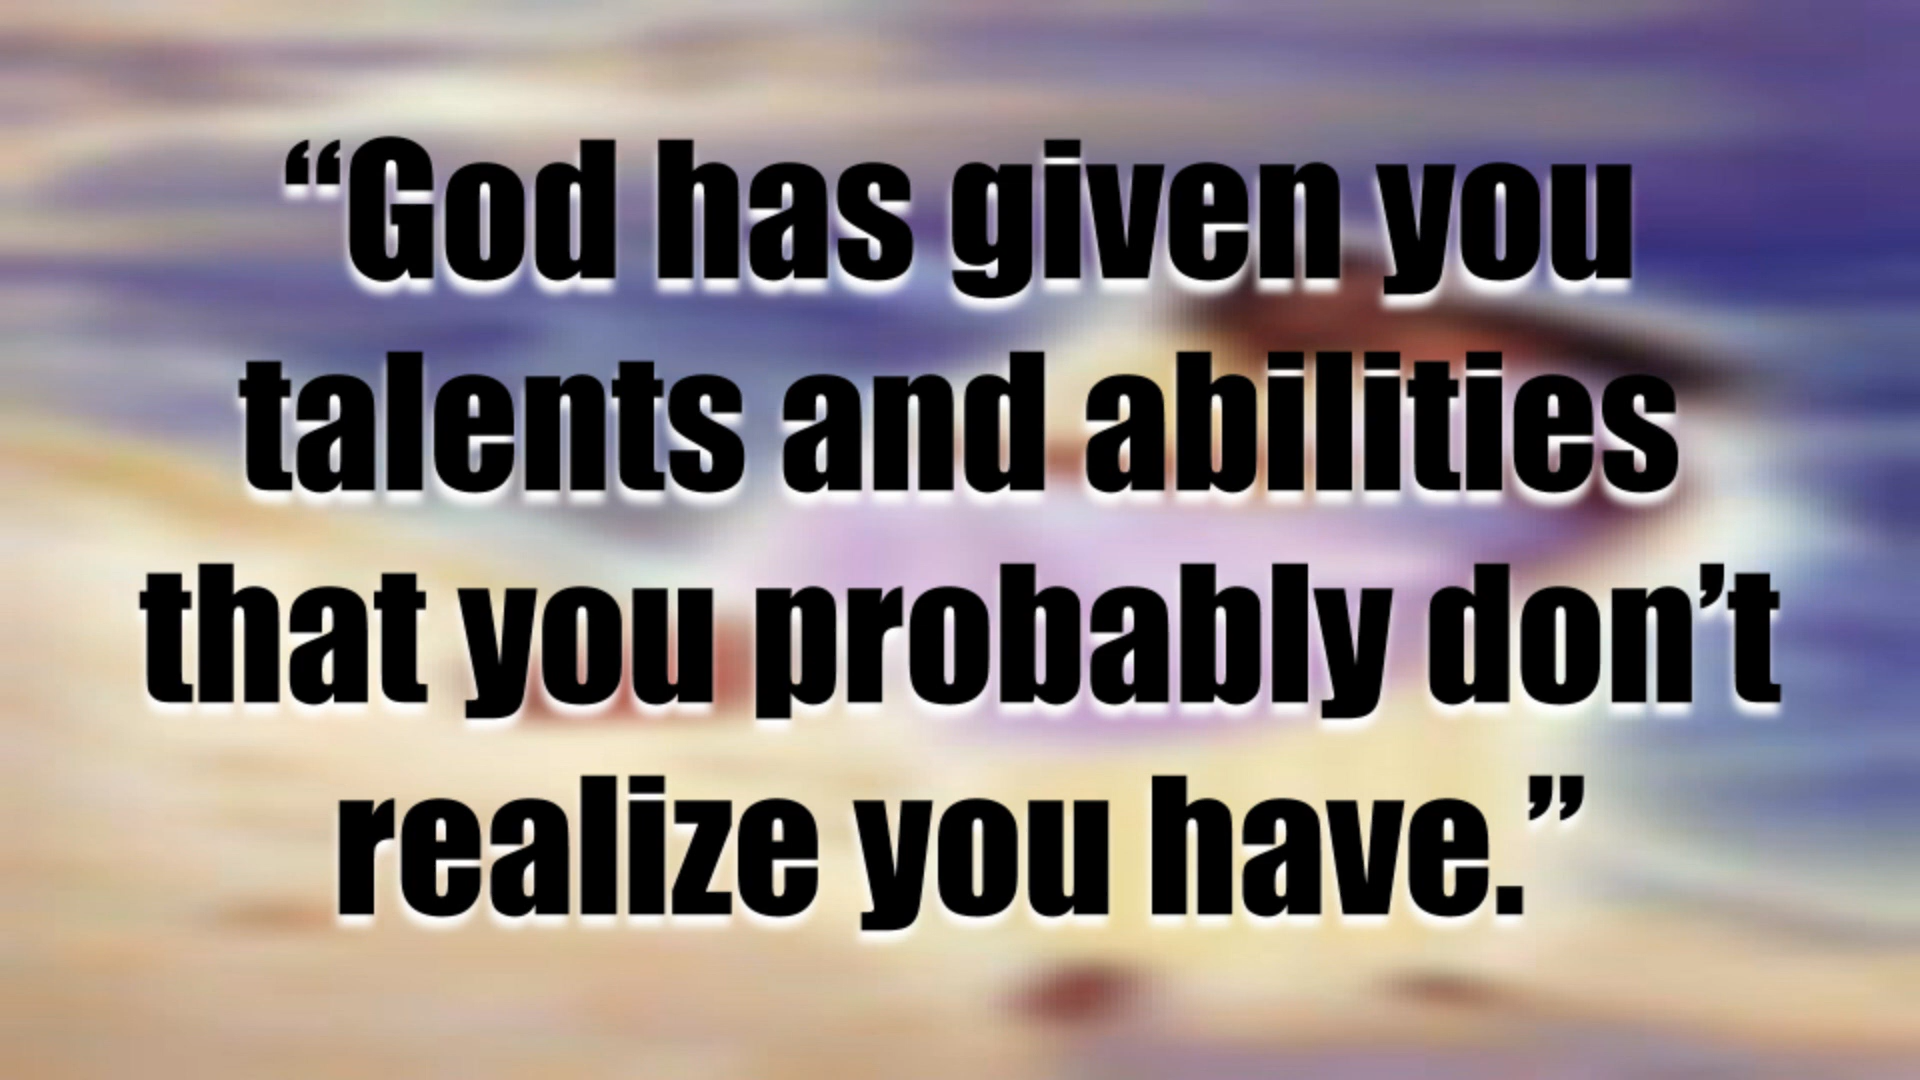 “God has given you
talents and abilities
that you probably don’t
realize you have.”